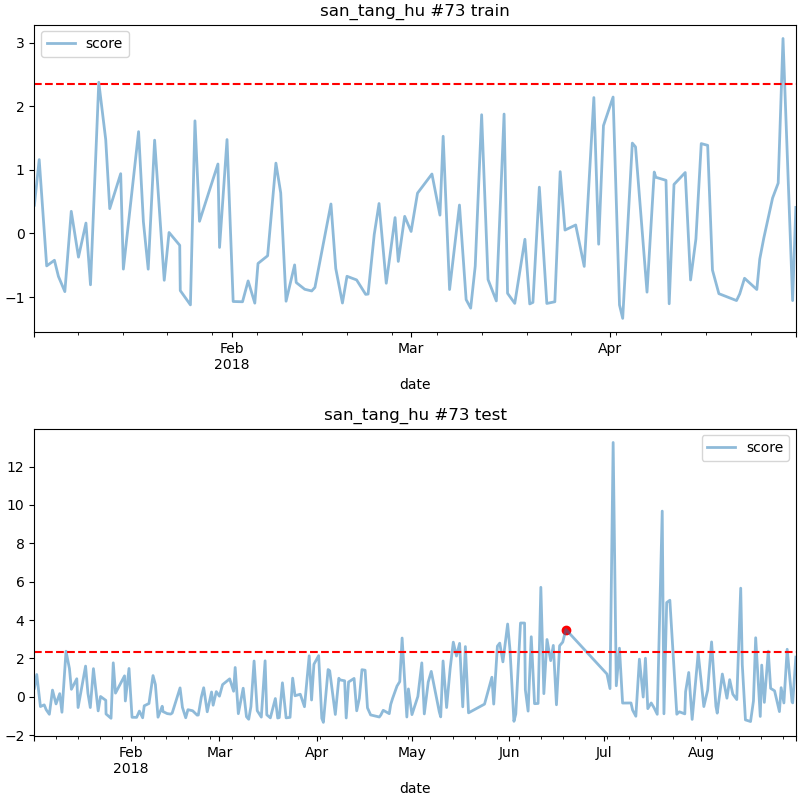 san_tang_hu #73 train
score
3
2
1
0
−1
Feb
2018
Mar
Apr
date
san_tang_hu #73 test
score
12
10
8
6
4
2
0
−2
Feb
2018
Mar
Apr
May
Jun
Jul
Aug
date